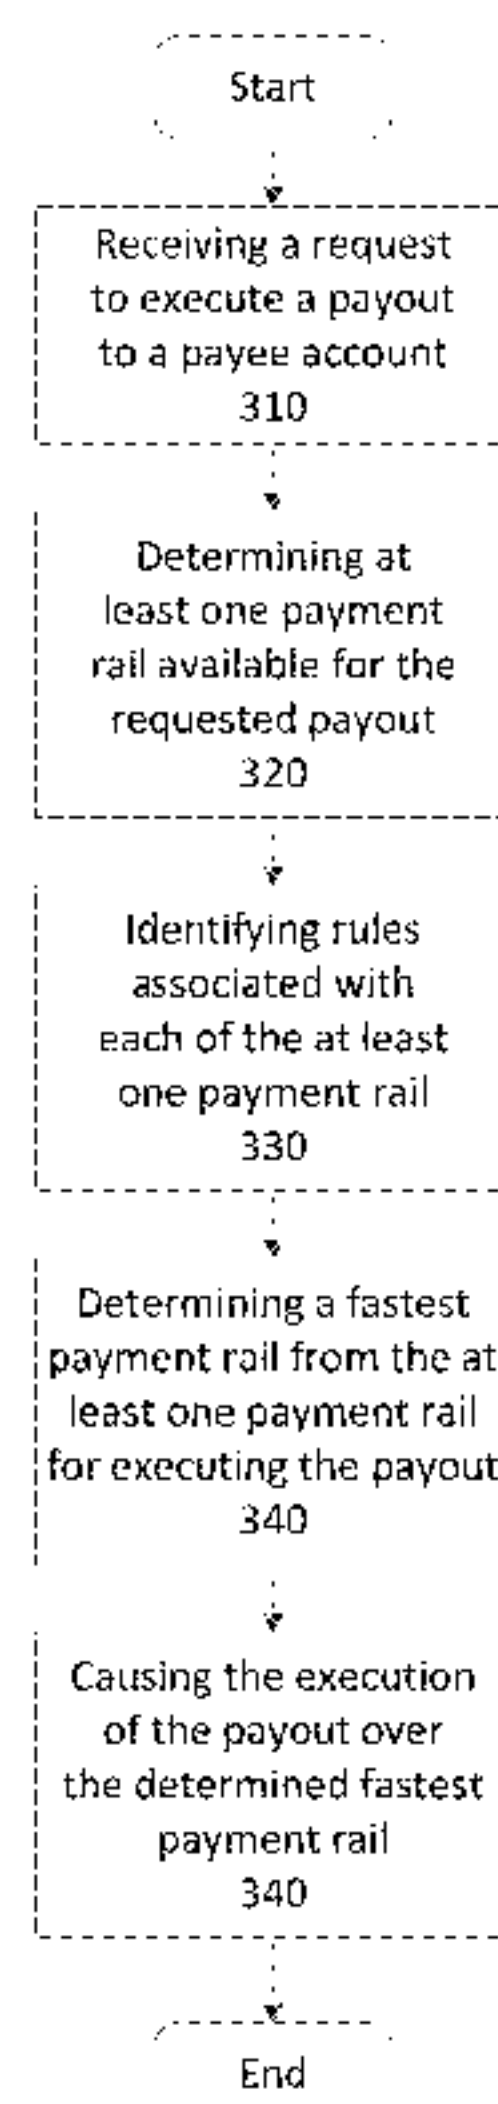 Start
Receiving a request
to execute a payout
to a payee account
310
Determining at
least one payment
rail available for the
requested payout
320
Identifying rules
associated with
each of the at least
one payment rail
330
Determining a fastest
payment rail from the at
least one payment rail
for executing the payout
340
Causing the execution
of the payout over
the determined fastest
payment rail
340
End